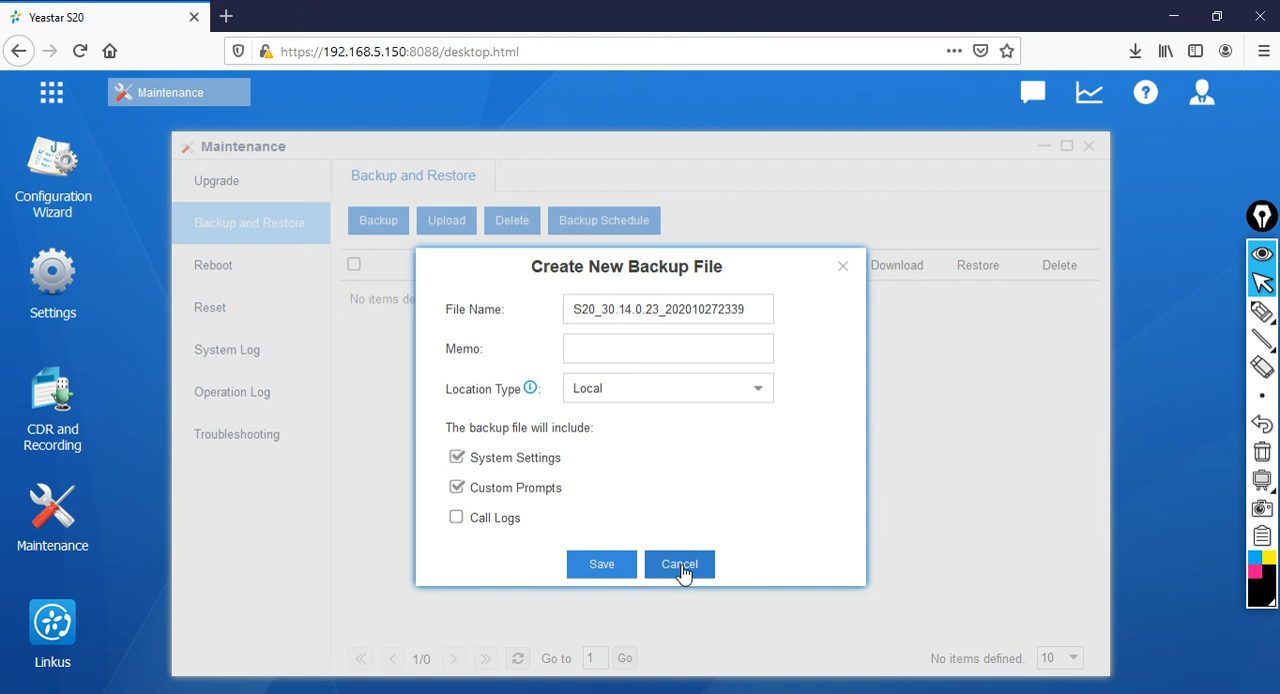 Yeastar S20
https://192.168.5.150:8088/desktop.html
Maintenance
Configuration
Wizard
Settings
CDR and
Recording
Maintenance
Linkus
Maintenance
Upgrade
Backup and Restore
Reboot
Reset
System Log
Operation Log
Troubleshooting
Backup and Restore
Backup
Upload
Delete
Backup Schedule
Download
Restore
Delete
No items de
Create New Backup File
File Name:
S20_30.14.0.23_202010272339
Memo:
Location Type
:
Local
The backup file will include:
System Settings
Custom Prompts
Call Logs
Save
Cancel
1/0
Go to
1
Go
No items defined.
10